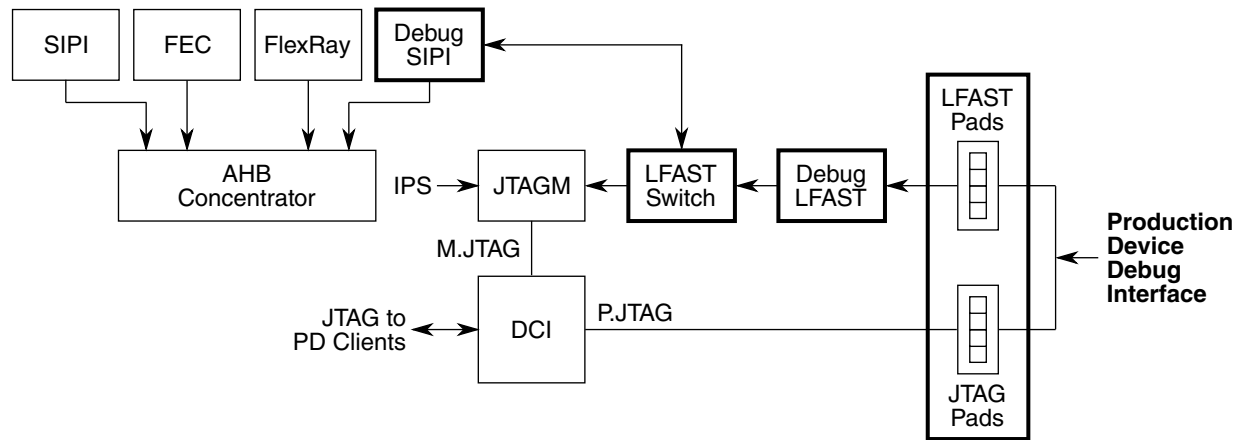 SIPI
FEC
FlexRay
Debug
SIPI
LFAST
Pads
AHB
Concentrator
IPS
JTAGM
LFAST
Switch
Debug
LFAST
Production
Device
Debug
Interface
M.JTAG
P.JTAG
JTAG to
PD Clients
DCI
JTAG
Pads